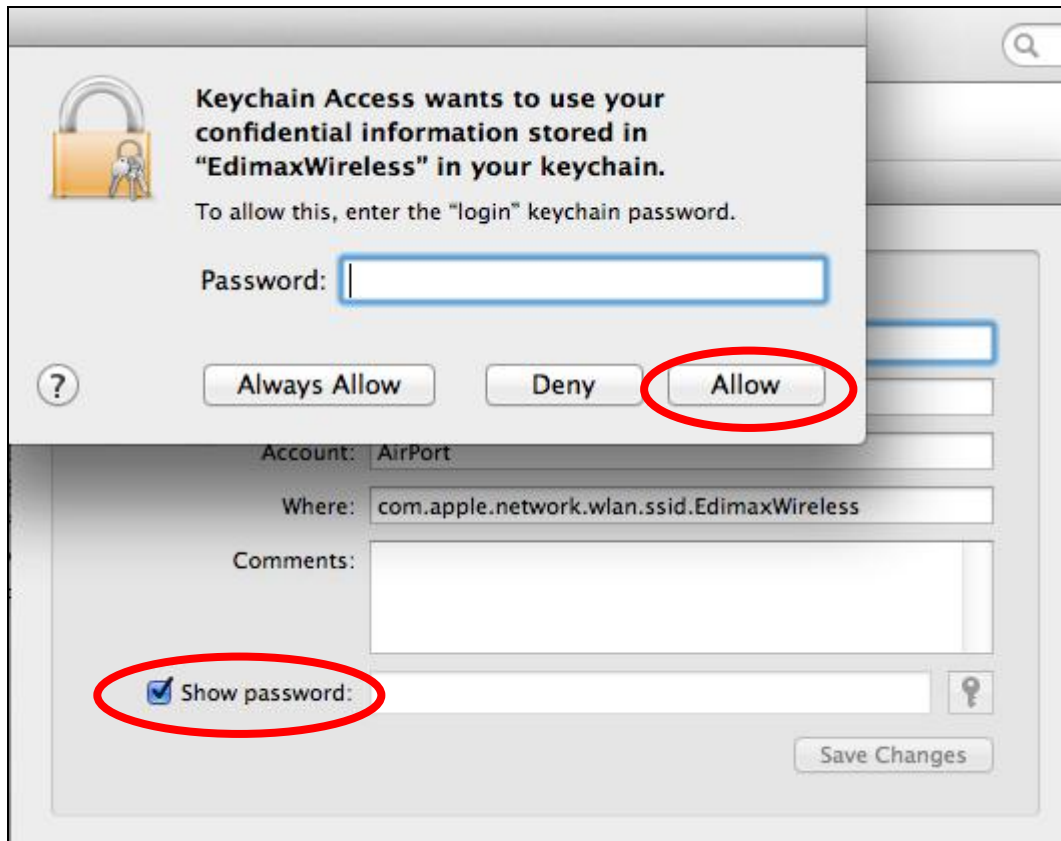 Keychain Access wants to use your
confidential information stored in
“EdimaxWireless” in your keychain.
To allow this, enter the “login” keychain password.
Password:
? Always Allow Deny Allow
Account: AirPort
Where: com.apple.network.wlan.ssid.EdimaxWireless
Comments:
Show password:
Save Changes